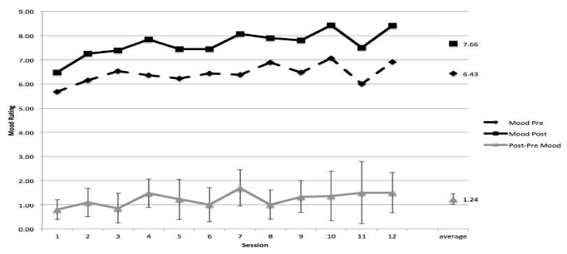 9.00
8.00
7.00
6.00
5.00
4.00
3.00
2.00
1.00
0.00
Mood Rating
7.66
6.43
1.24
1 2 3 4 5 6 7 8 9 10 11 12 average
Session
Mood Pre
Mood Post
Post-Pre Mood